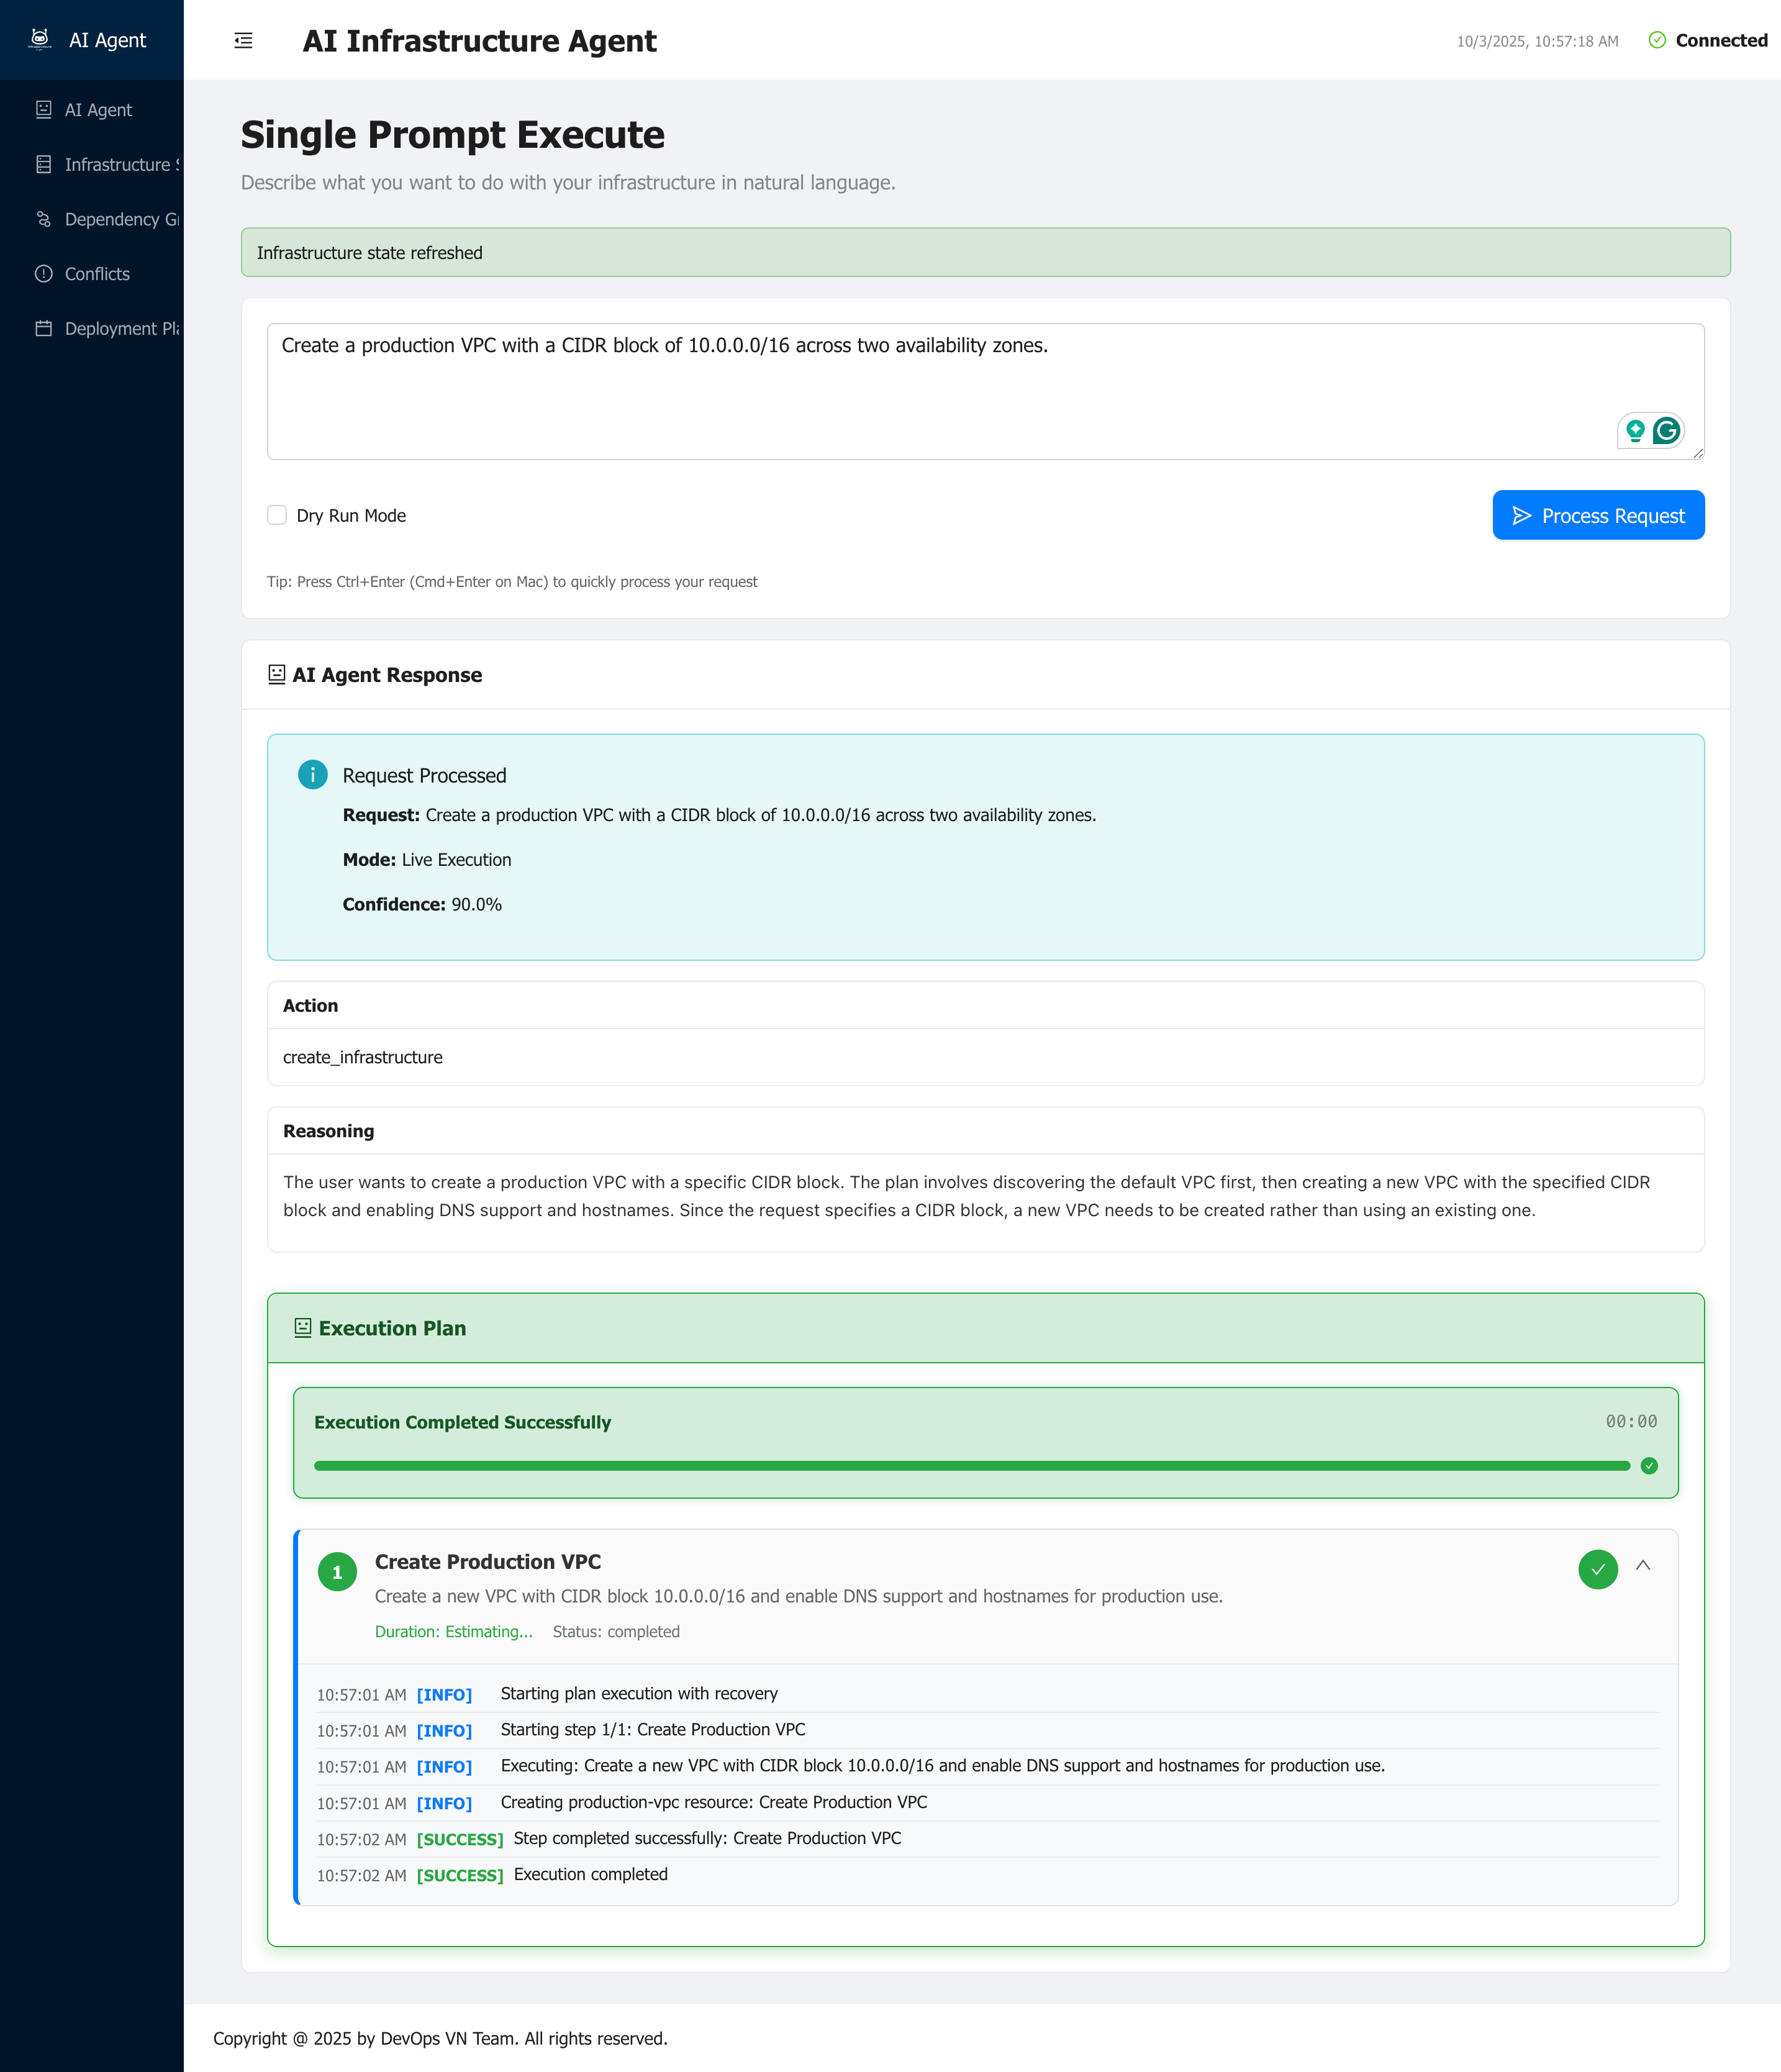 AI Agent
AI Infrastructure Agent
10/3/2025, 10:57:18 AM
Connected
AI Agent
Infrastructure S
Dependency Gr
Conflicts
Deployment Pla
Single Prompt Execute
Describe what you want to do with your infrastructure in natural language.
Infrastructure state refreshed
Create a production VPC with a CIDR block of 10.0.0.0/16 across two availability zones.
Dry Run Mode
Process Request
Tip: Press Ctrl+Enter (Cmd+Enter on Mac) to quickly process your request
AI Agent Response
Request Processed
Request: Create a production VPC with a CIDR block of 10.0.0.0/16 across two availability zones.
Mode: Live Execution
Confidence: 90.0%
Action
create_infrastructure
Reasoning
The user wants to create a production VPC with a specific CIDR block. The plan involves discovering the default VPC first, then creating a new VPC with the specified CIDR
block and enabling DNS support and hostnames. Since the request specifies a CIDR block, a new VPC needs to be created rather than using an existing one.
Execution Plan
Execution Completed Successfully
00:00
1
Create Production VPC
Create a new VPC with CIDR block 10.0.0.0/16 and enable DNS support and hostnames for production use.
Duration: Estimating... Status: completed
10:57:01 AM [INFO] Starting plan execution with recovery
10:57:01 AM [INFO] Starting step 1/1: Create Production VPC
10:57:01 AM [INFO] Executing: Create a new VPC with CIDR block 10.0.0.0/16 and enable DNS support and hostnames for production use.
10:57:01 AM [INFO] Creating production-vpc resource: Create Production VPC
10:57:02 AM [SUCCESS] Step completed successfully: Create Production VPC
10:57:02 AM [SUCCESS] Execution completed
Copyright @ 2025 by DevOps VN Team. All rights reserved.